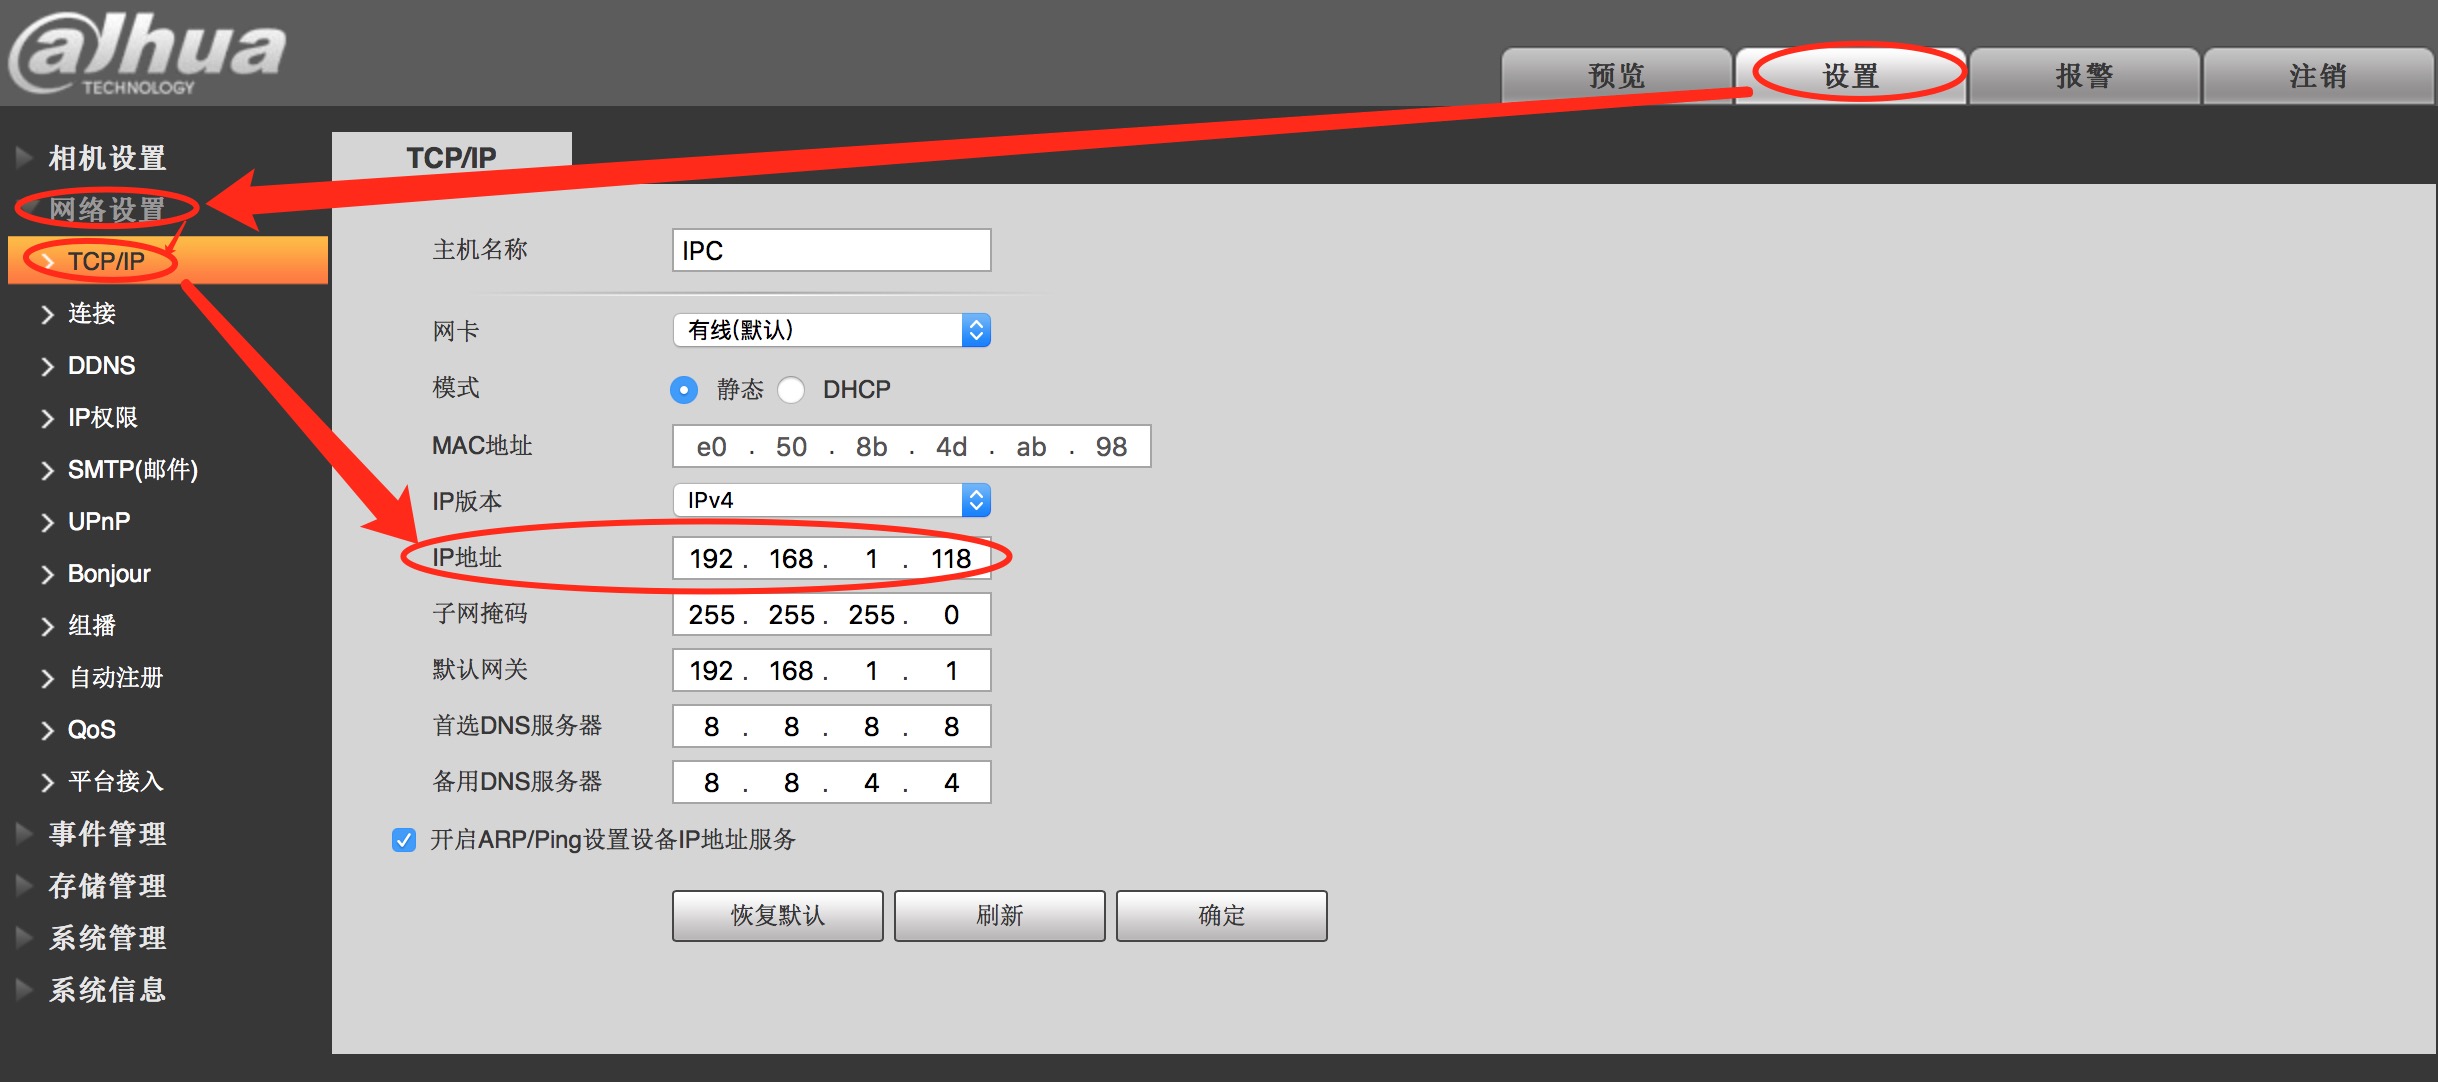 alhua
TECHNOLOGY
预览
设置
报警
注销
相机设置
网络设置
TCP/IP
连接
DDNS
IP权限
SMTP(邮件)
UPnP
Bonjour
组播
自动注册
QoS
平台接入
事件管理
存储管理
系统管理
系统信息
TCP/IP
主机名称 IPC
网卡 有线(默认)
模式 静态 DHCP
MAC地址 e0 . 50 . 8b . 4d . ab . 98
IP版本 IPv4
IP地址 192 . 168 . 1 . 118
子网掩码 255 . 255 . 255 . 0
默认网关 192 . 168 . 1 . 1
首选DNS服务器 8 . 8 . 8 . 8
备用DNS服务器 8 . 8 . 4 . 4
开启ARP/Ping设置设备IP地址服务
恢复默认 刷新 确定